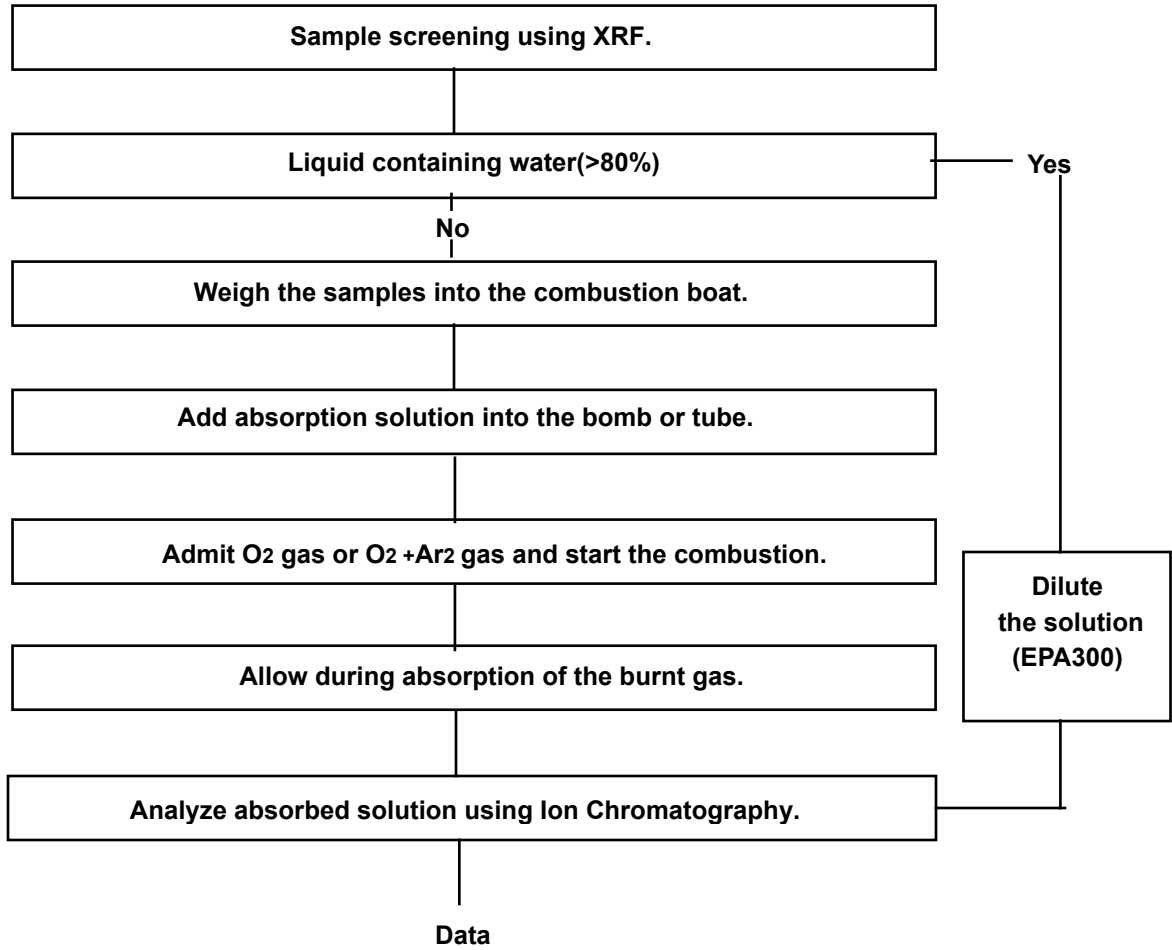 Sample screening using XRF.
Liquid containing water(>80%)
Yes
No
Weigh the samples into the combustion boat.
Add absorption solution into the bomb or tube.
Admit O2 gas or O2 +Ar2 gas and start the combustion.
Dilute
the solution
(EPA300)
Allow during absorption of the burnt gas.
Analyze absorbed solution using Ion Chromatography.
Data